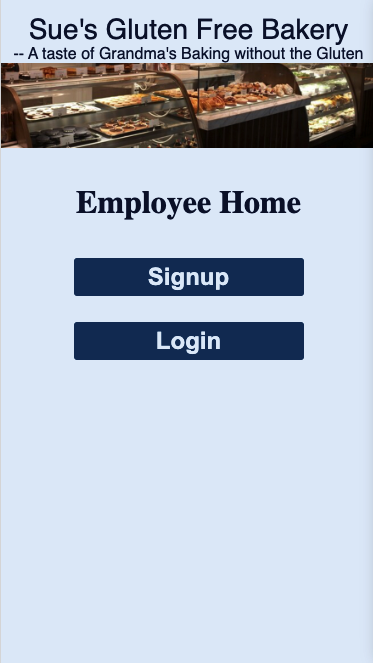 Sue's Gluten Free Bakery
-- A taste of Grandma's Baking without the Gluten
Employee Home
Signup
Login